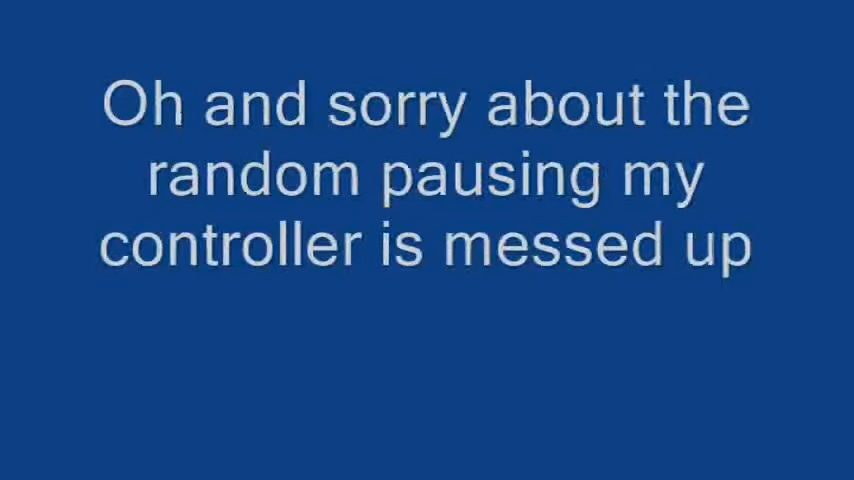 Oh and sorry about the
random pausing my
controller is messed up